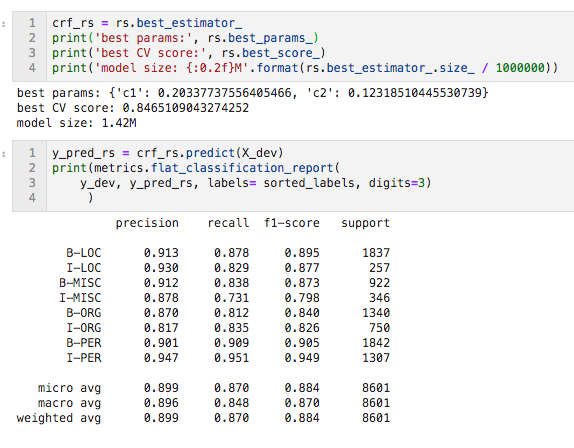 1 crf_rs = rs.best_estimator_
2 print('best params:', rs.best_params_)
3 print('best CV score:', rs.best_score_)
4 print('model size: {:0.2f}M'.format(rs.best_estimator_.size_ / 1000000))
best params: {'c1': 0.20337737556405466, 'c2': 0.12318510445530739}
best CV score: 0.8465109043274252
model size: 1.42M
1 y_pred_rs = crf_rs.predict(X_dev)
2 print(metrics.flat_classification_report(
3     y_dev, y_pred_rs, labels= sorted_labels, digits=3)
4      )
precision recall f1-score support
B-LOC 0.913 0.878 0.895 1837
I-LOC 0.930 0.829 0.877 257
B-MISC 0.912 0.838 0.873 922
I-MISC 0.878 0.731 0.798 346
B-ORG 0.870 0.812 0.840 1340
I-ORG 0.817 0.835 0.826 750
B-PER 0.901 0.909 0.905 1842
I-PER 0.947 0.951 0.949 1307
micro avg 0.899 0.870 0.884 8601
macro avg 0.896 0.848 0.870 8601
weighted avg 0.899 0.870 0.884 8601